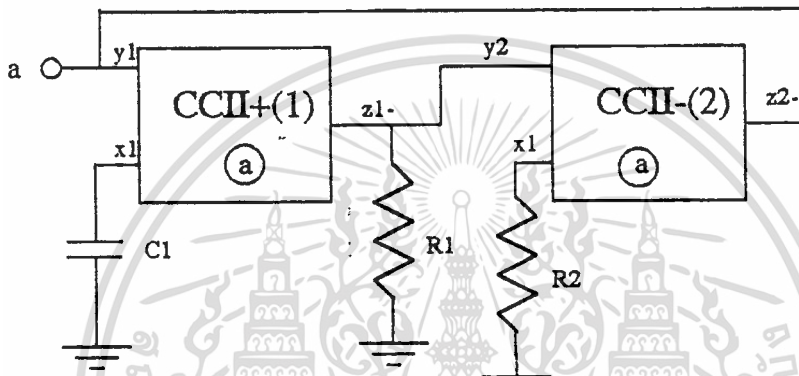 a
y1
CCII+(1)
a
x1
C1
z1-
R1
y2
CCII-(2)
a
x1
R2
z2-